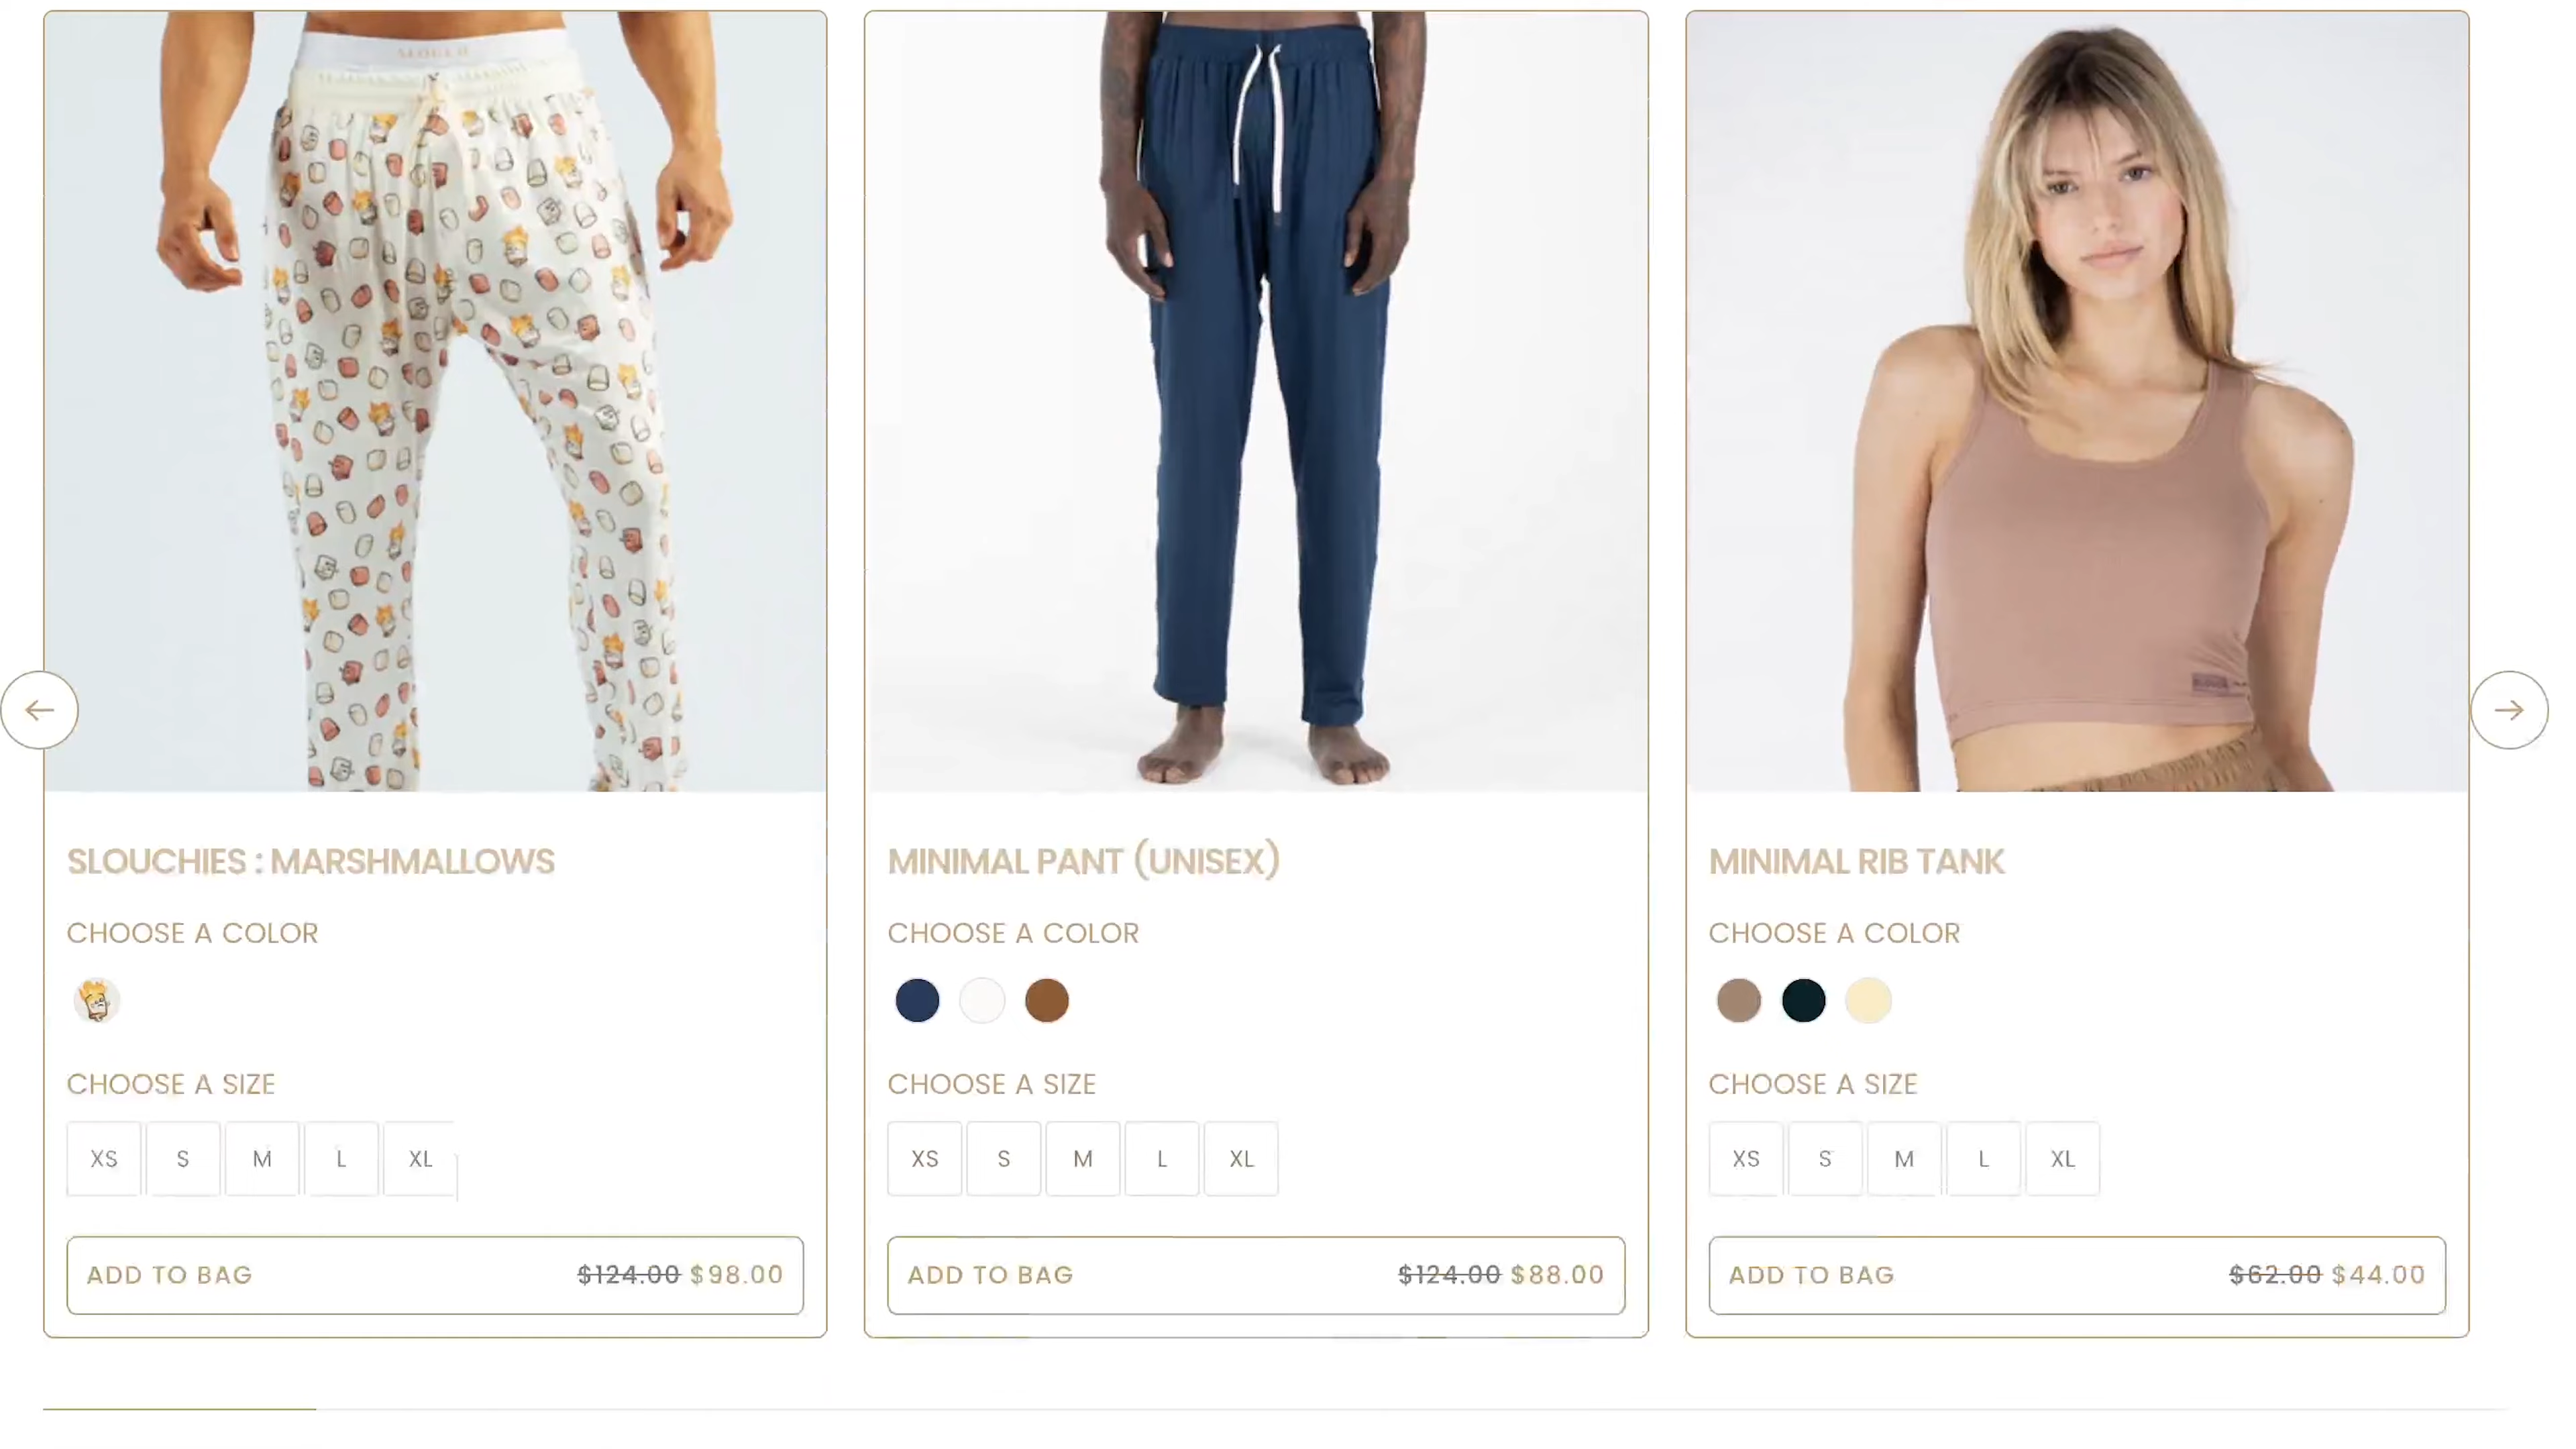 SLOUCHIES : MARSHMALLOWS
CHOOSE A COLOR
CHOOSE A SIZE
XS S M L XL
ADD TO BAG $124.00 $98.00
MINIMAL PANT (UNISEX)
CHOOSE A COLOR
CHOOSE A SIZE
XS S M L XL
ADD TO BAG $124.00 $88.00
MINIMAL RIB TANK
CHOOSE A COLOR
CHOOSE A SIZE
XS S M L XL
ADD TO BAG $62.00 $44.00